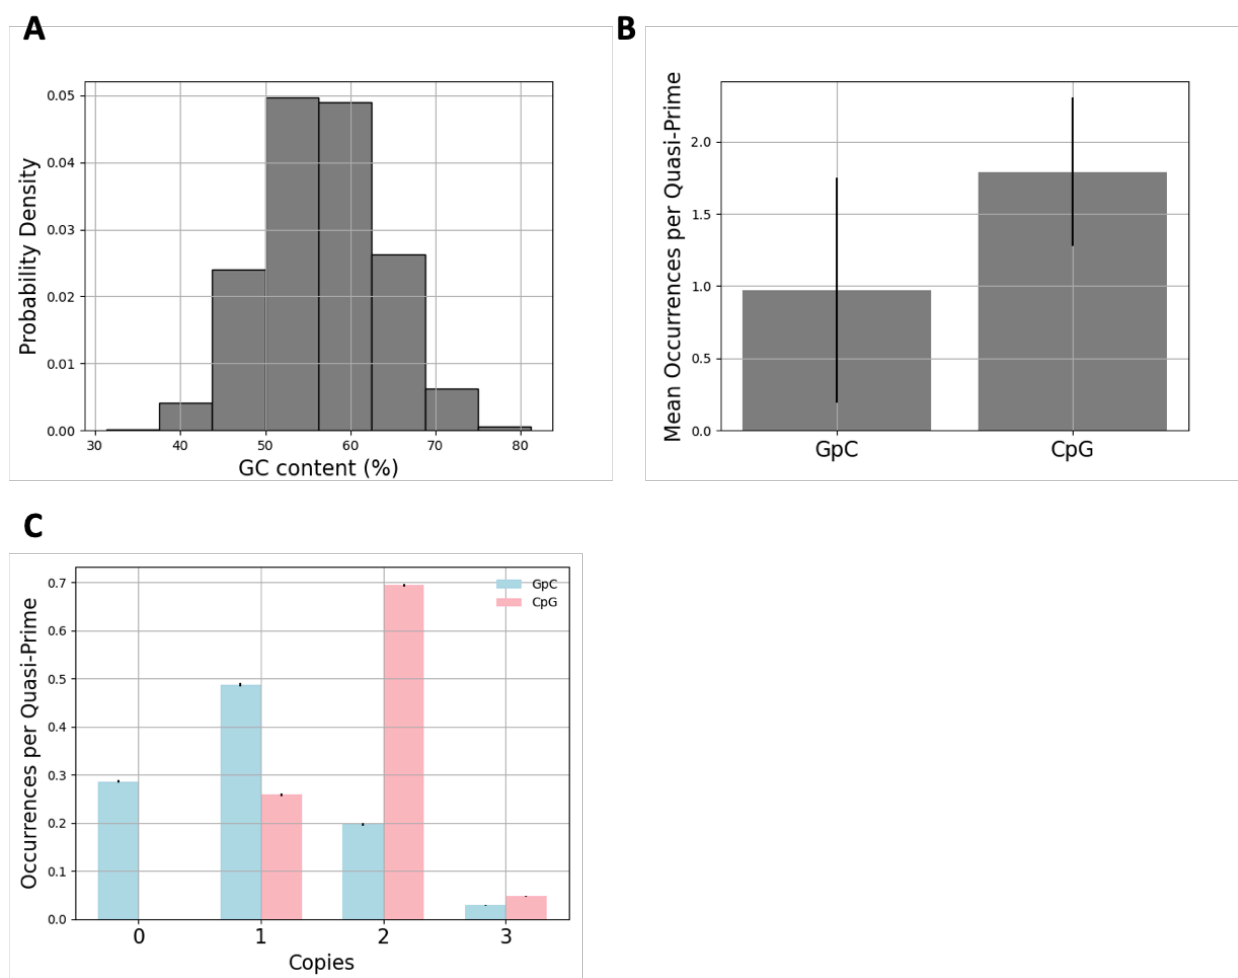 A
0.05
0.04
0.03
0.02
0.01
0.00
Probability Density
30 40 50 60 70 80
GC content (%)
B
2.0
1.5
1.0
0.5
0.0
Mean Occurrences per Quasi-Prime
GpC CpG
C
0.7
0.6
0.5
0.4
0.3
0.2
0.1
0.0
Occurrences per Quasi-Prime
GpC
CpG
0 1 2 3
Copies